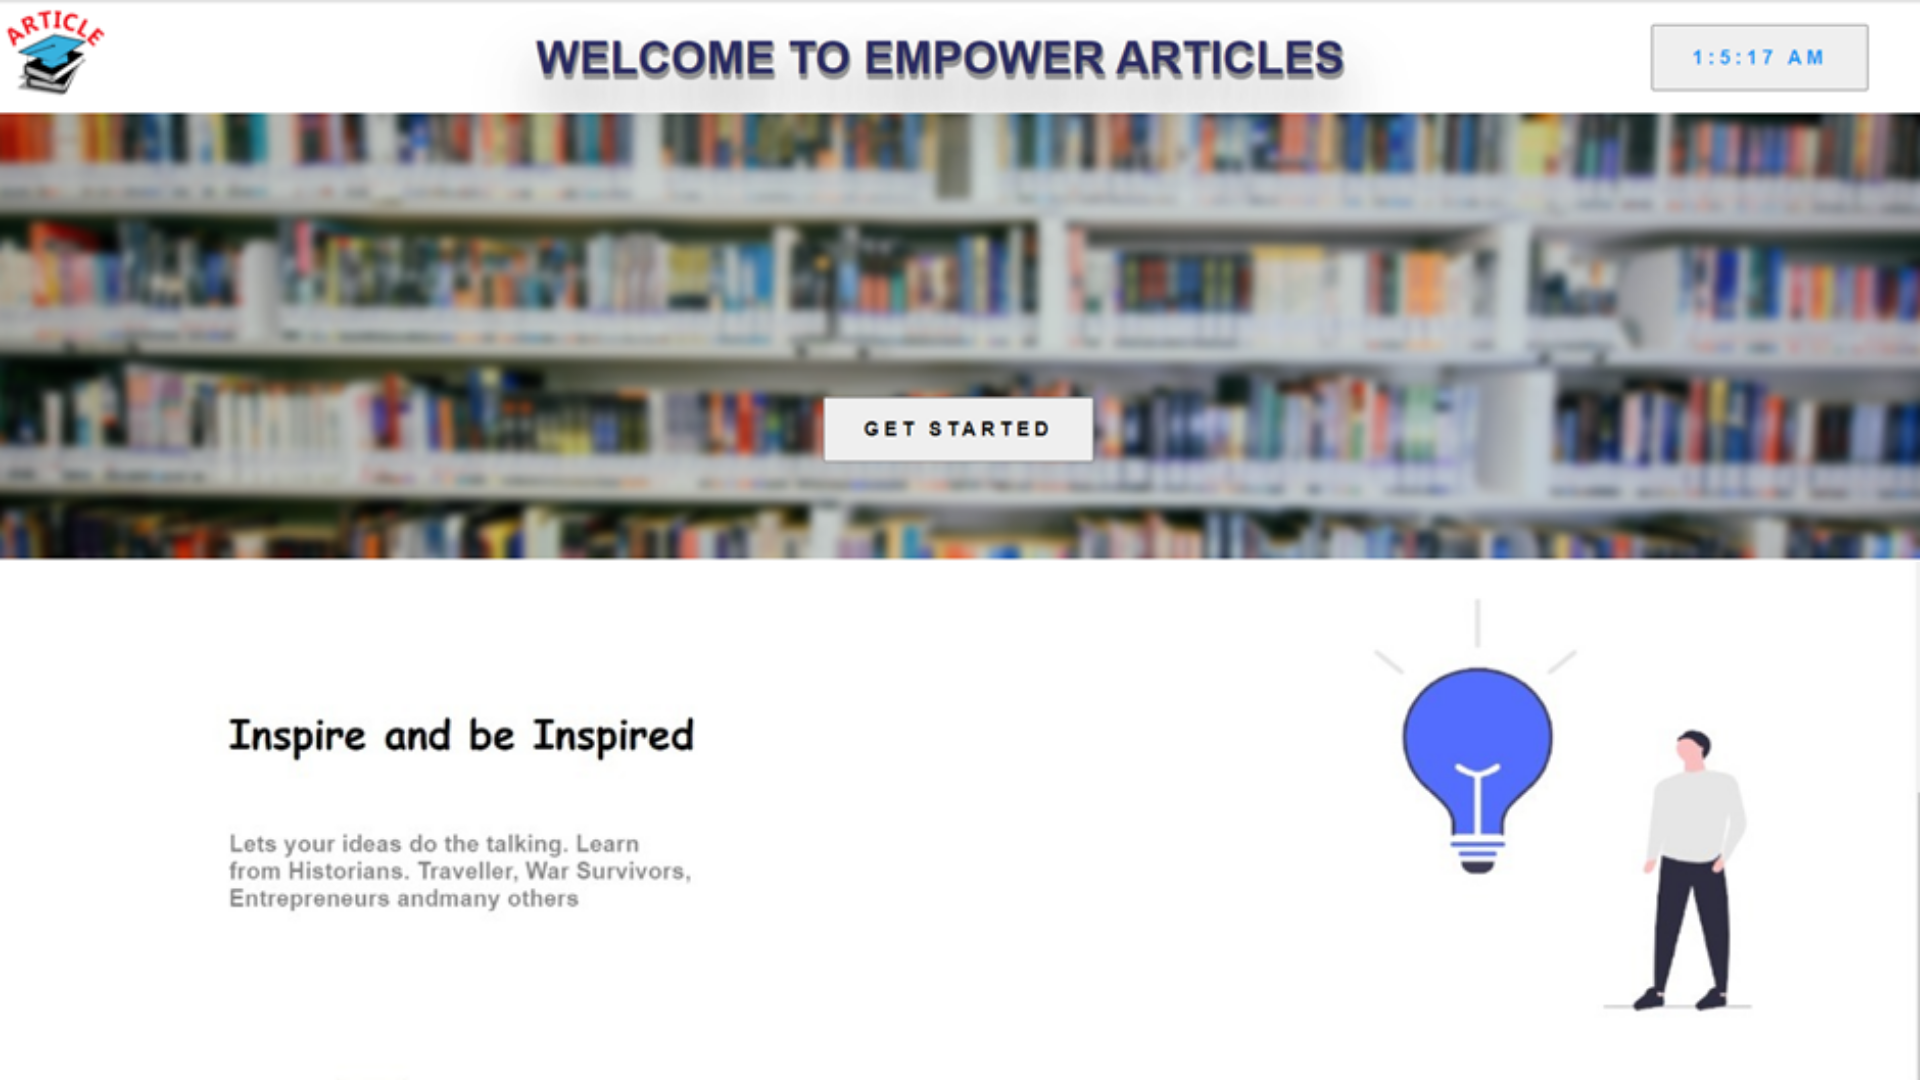 ARTICLE
WELCOME TO EMPOWER ARTICLES
1:5:17 AM
GET STARTED
Inspire and be Inspired
Lets your ideas do the talking. Learn
from Historians. Traveller, War Survivors,
Entrepreneurs andmany others